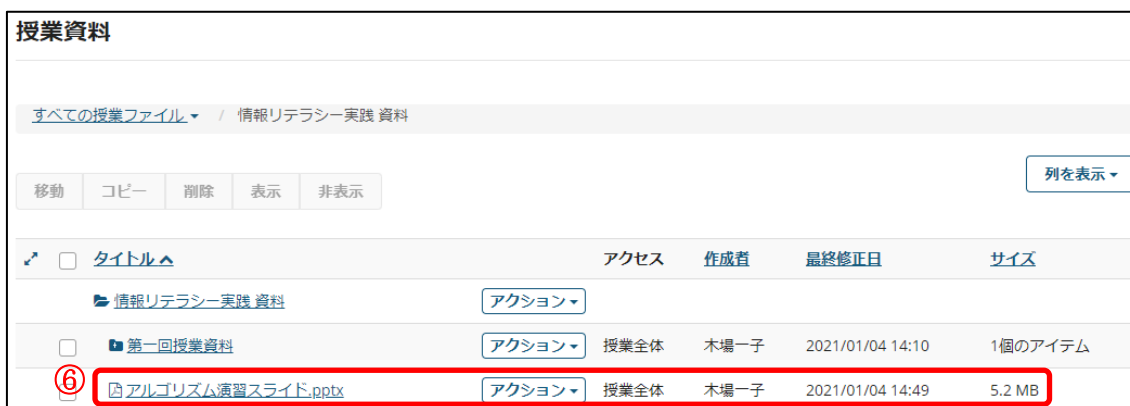 授業資料
すべての授業ファイル / 情報リテラシー実践 資料
列を表示
移動 コピー 削除 表示 非表示
タイトル アクセス 作成者 最終修正日 サイズ
情報リテラシー実践 資料 アクション
第一回授業資料 アクション 授業全体 木場一子 2021/01/04 14:10 1個のアイテム
⑥ アルゴリズム演習スライド.pptx アクション 授業全体 木場一子 2021/01/04 14:49 5.2 MB